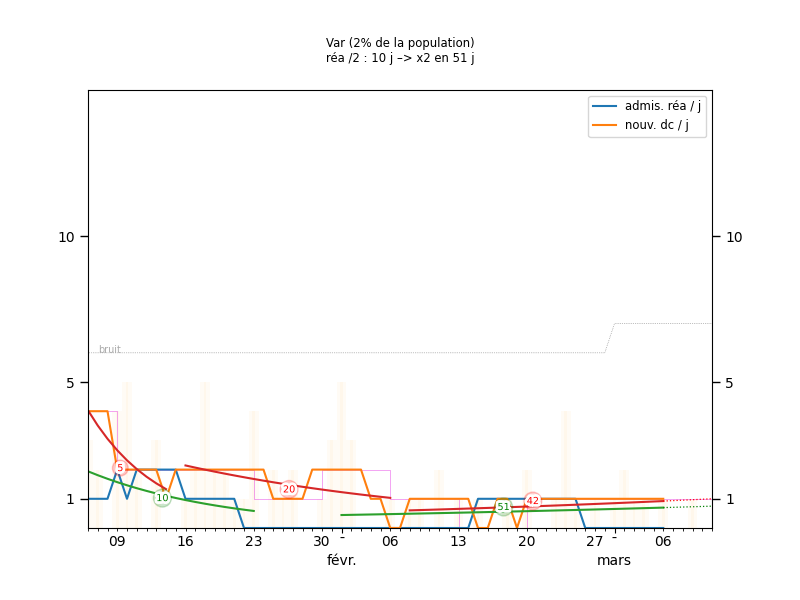 Var (2% de la population)
réa /2 : 10 j –> x2 en 51 j
admis. réa / j
nouv. dc / j
10 10
bruit
5 5
5
20
10
51
42
1 1
09 16 23 30 - 06 13 20 27 - 06
févr. mars